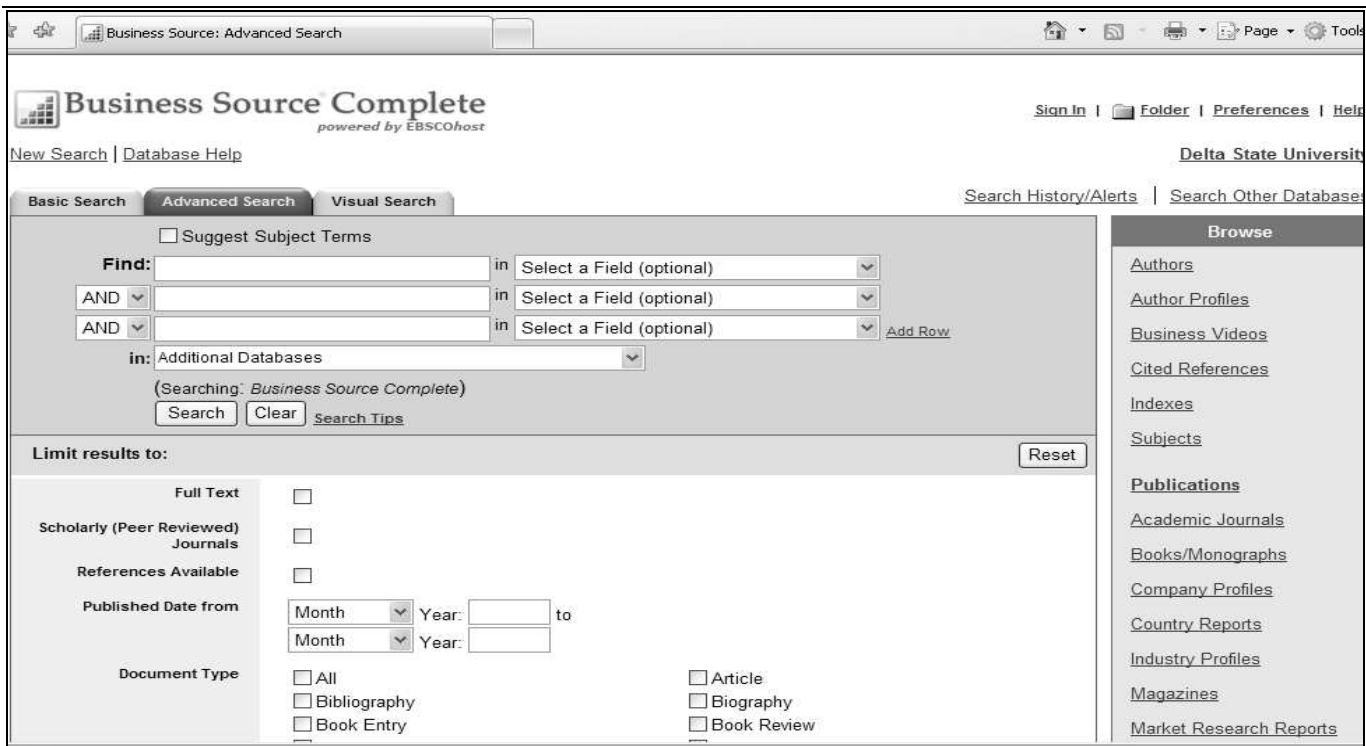 Business Source: Advanced Search
Page
Tools
Business Source Complete
powered by EBSCOhost
Sign In | Folder | Preferences | Help
New Search | Database Help
Delta State University
Basic Search
Advanced Search
Visual Search
Search History/Alerts | Search Other Databases
Suggest Subject Terms
Find:
in Select a Field (optional)
AND
in Select a Field (optional)
AND
in Select a Field (optional)
Add Row
in: Additional Databases
(Searching: Business Source Complete)
Search
Clear
Search Tips
Limit results to:
Reset
Full Text
Scholarly (Peer Reviewed)
Journals
References Available
Published Date from
Month
Year:
to
Month
Year:
Document Type
All
Article
Bibliography
Biography
Book Entry
Book Review
Browse
Authors
Author Profiles
Business Videos
Cited References
Indexes
Subjects
Publications
Academic Journals
Books/Monographs
Company Profiles
Country Reports
Industry Profiles
Magazines
Market Research Reports